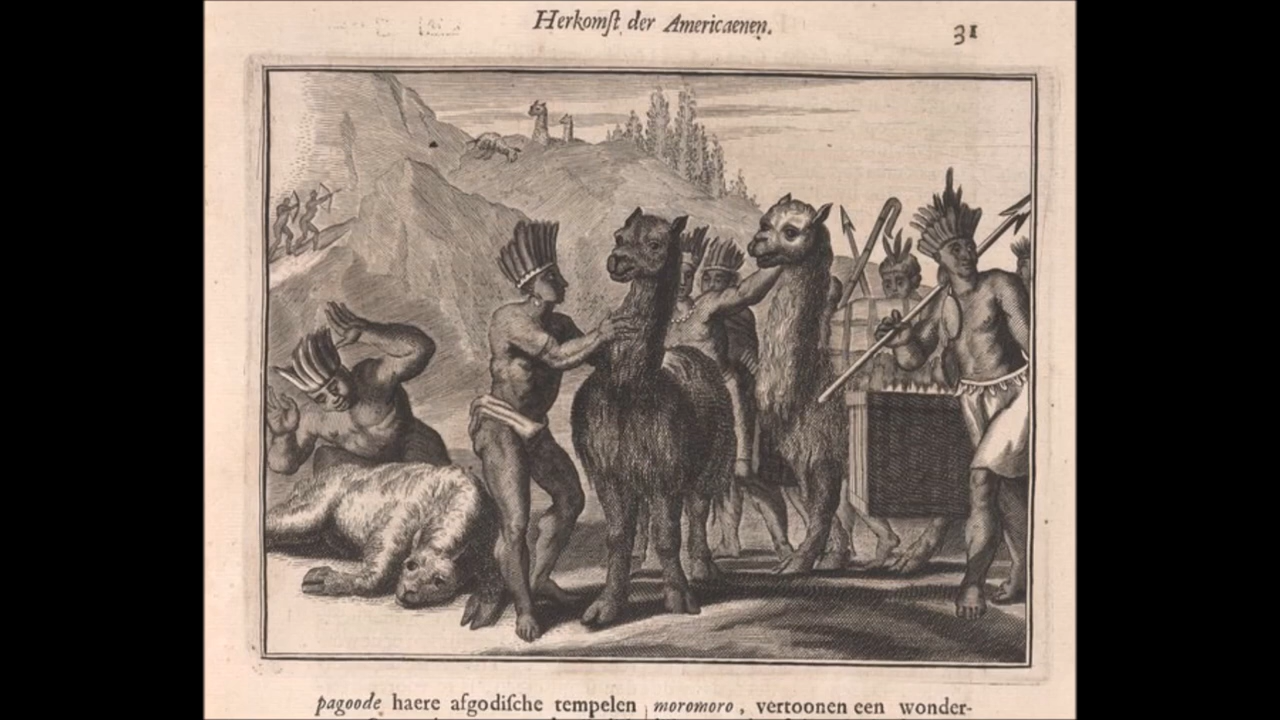 Herkomſt der Americaenen. 31
pagoode haere afgodiſche tempelen moromoro, vertoonen een wonder-